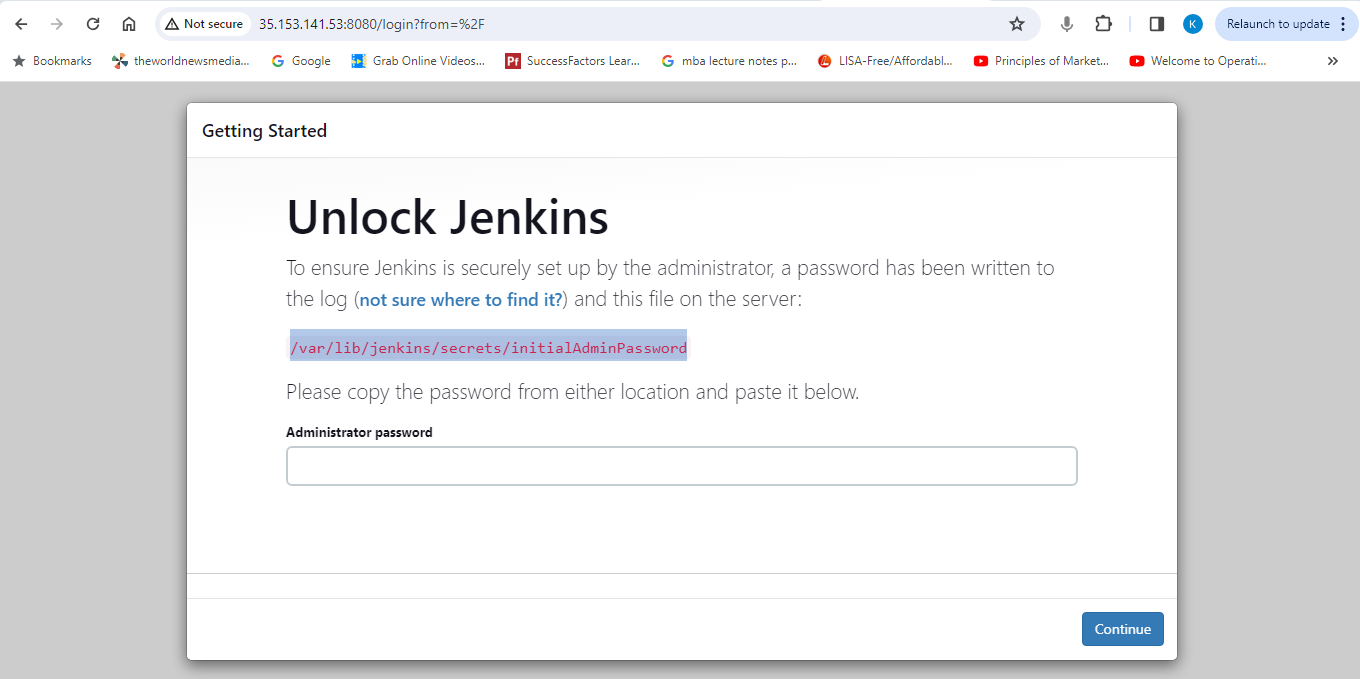 Not secure 35.153.141.53:8080/login?from=%2F K Relaunch to update
Bookmarks theworldnewsmedia... Google Grab Online Videos... Pf SuccessFactors Lear... mba lecture notes p... LISA-Free/Affordabl... Principles of Market... Welcome to Operati... »
Getting Started
Unlock Jenkins
To ensure Jenkins is securely set up by the administrator, a password has been written to
the log (not sure where to find it?) and this file on the server:
/var/lib/jenkins/secrets/initialAdminPassword
Please copy the password from either location and paste it below.
Administrator password
Continue